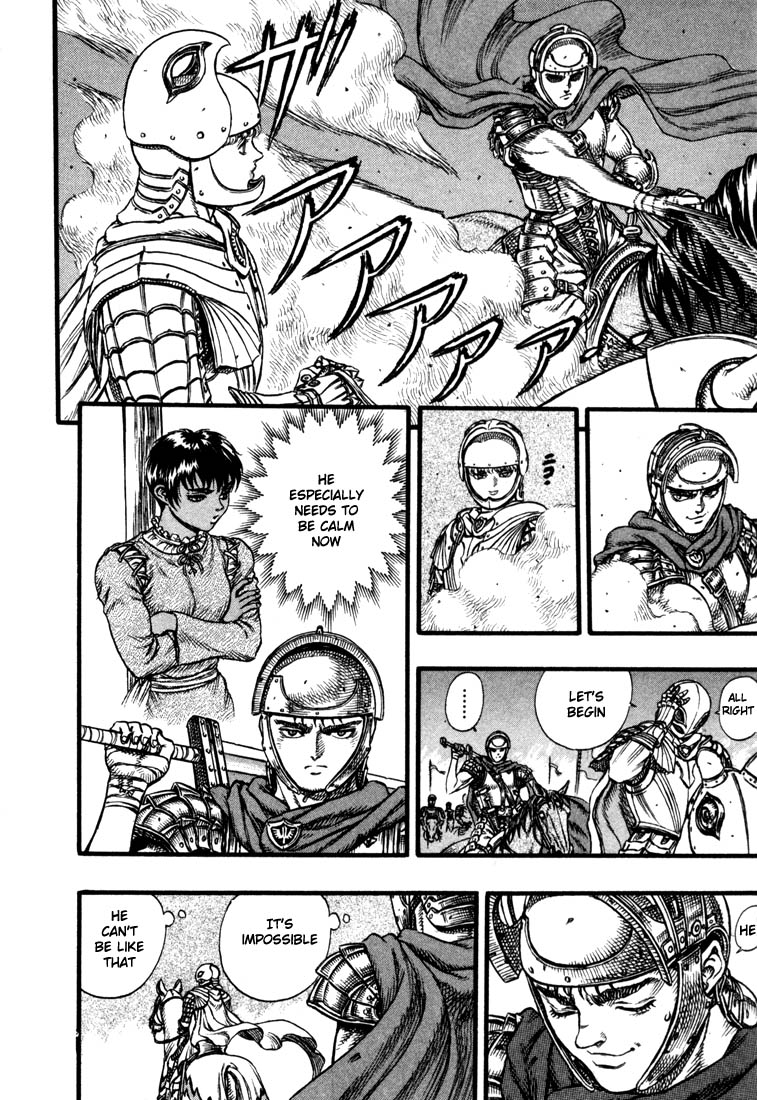 ザアアアアア
ニコ
HE
ESPECIALLY
NEEDS TO
BE CALM
NOW
ALL
RIGHT
LET'S
BEGIN
......
HE
IT'S
IMPOSSIBLE
HE
CAN'T
BE LIKE
THAT